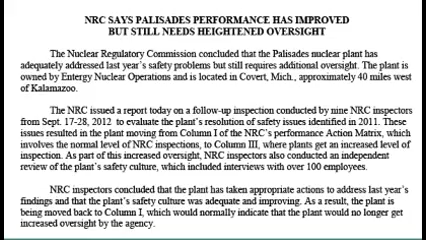 NRC SAYS PALISADES PERFORMANCE HAS IMPROVED
BUT STILL NEEDS HEIGHTENED OVERSIGHT
The Nuclear Regulatory Commission concluded that the Palisades nuclear plant has
adequately addressed last year's safety problems but still requires additional oversight. The plant is
owned by Entergy Nuclear Operations and is located in Covert, Mich., approximately 40 miles west
of Kalamazoo.
The NRC issued a report today on a follow-up inspection conducted by nine NRC inspectors
from Sept. 17-28, 2012 to evaluate the plant's resolution of safety issues identified in 2011. These
issues resulted in the plant moving from Column I of the NRC's performance Action Matrix, which
involves the normal level of NRC inspections, to Column III, where plants get an increased level of
inspection. As part of this increased oversight, NRC inspectors also conducted an independent
review of the plant's safety culture, which included interviews with over 100 employees.
NRC inspectors concluded that the plant has taken appropriate actions to address last year's
findings and that the plant's safety culture was adequate and improving. As a result, the plant is
being moved back to Column I, which would normally indicate that the plant would no longer get
increased oversight by the agency.